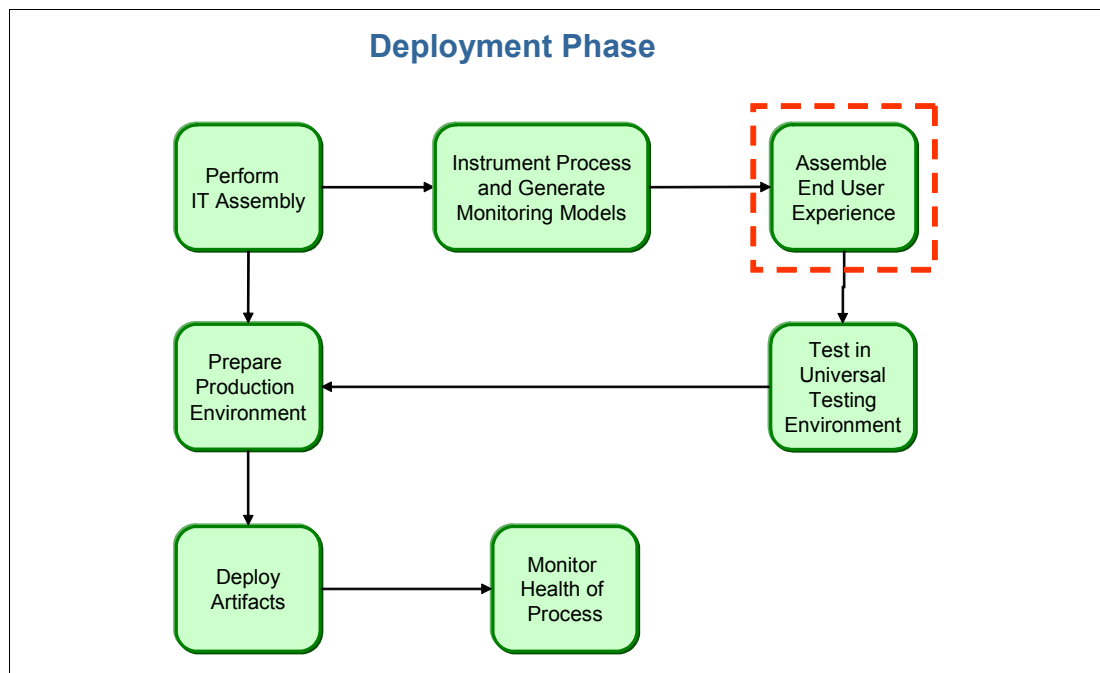 Deployment Phase
Perform
IT Assembly
Instrument Process
and Generate
Monitoring Models
Assemble
End User
Experience
Prepare
Production
Environment
Test in
Universal
Testing
Environment
Deploy
Artifacts
Monitor
Health of
Process